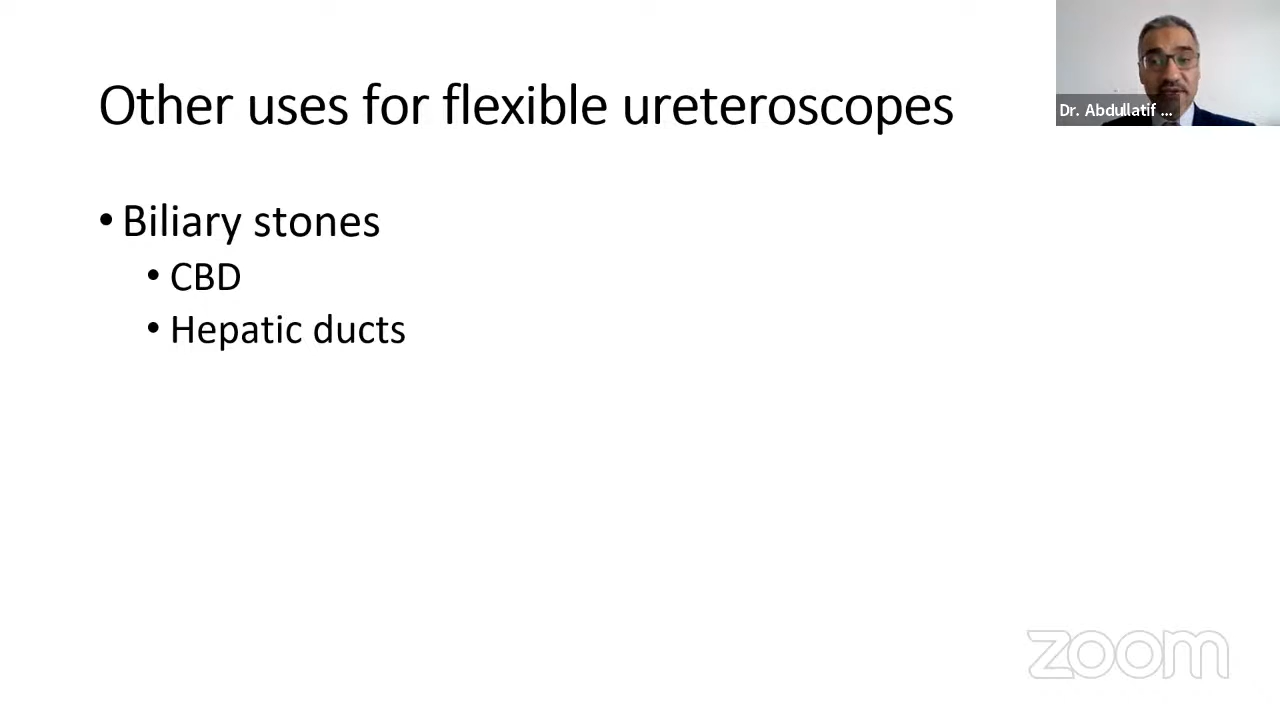 Other uses for flexible ureteroscopes
Dr. Abdullatif ...
• Biliary stones
• CBD
• Hepatic ducts
zoom